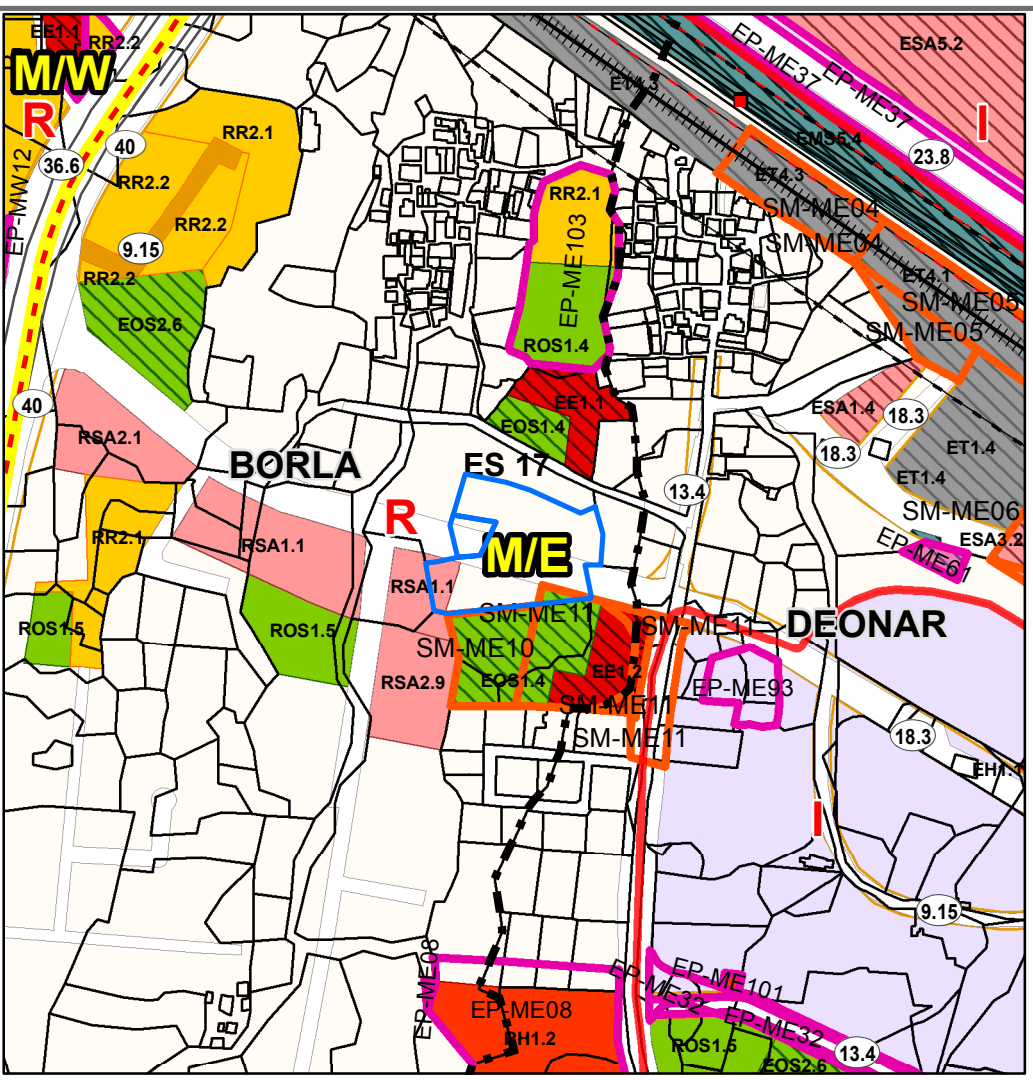 EE1.1
RR2.2
ESA5.2
EP-ME37
EP-ME37
M/W
R
I
ET4.3
EMS5.4
23.8
40
RR2.1
36.6
RR2.2
ET4.3
RR2.1
SM-ME04
EP-MW12
RR2.2
SM-ME04
9.15
EP-ME103
RR2.2
ET4.1
SM-ME05
EOS2.6
SM-ME05
ROS1.4
EE1.1
40
ESA1.4
18.3
EOS1.4
RSA2.1
18.3
ET1.4
BORLA
ES 17
ET1.4
13.4
R
SM-ME06
RR2.1
RSA1.1
ESA3.2
EP-ME61
M/E
RSA1.1
SM-ME11
SM-ME11
DEONAR
ROS1.5
ROS1.5
SM-ME10
EE1.2
RSA2.9
EOS1.4
EP-ME93
SM-ME11
SM-ME11
18.3
I
9.15
EP-ME08
EP-ME101
EP-ME32
EP-ME08
EP-ME32
RH1.2
ROS1.5
13.4
EOS2.6